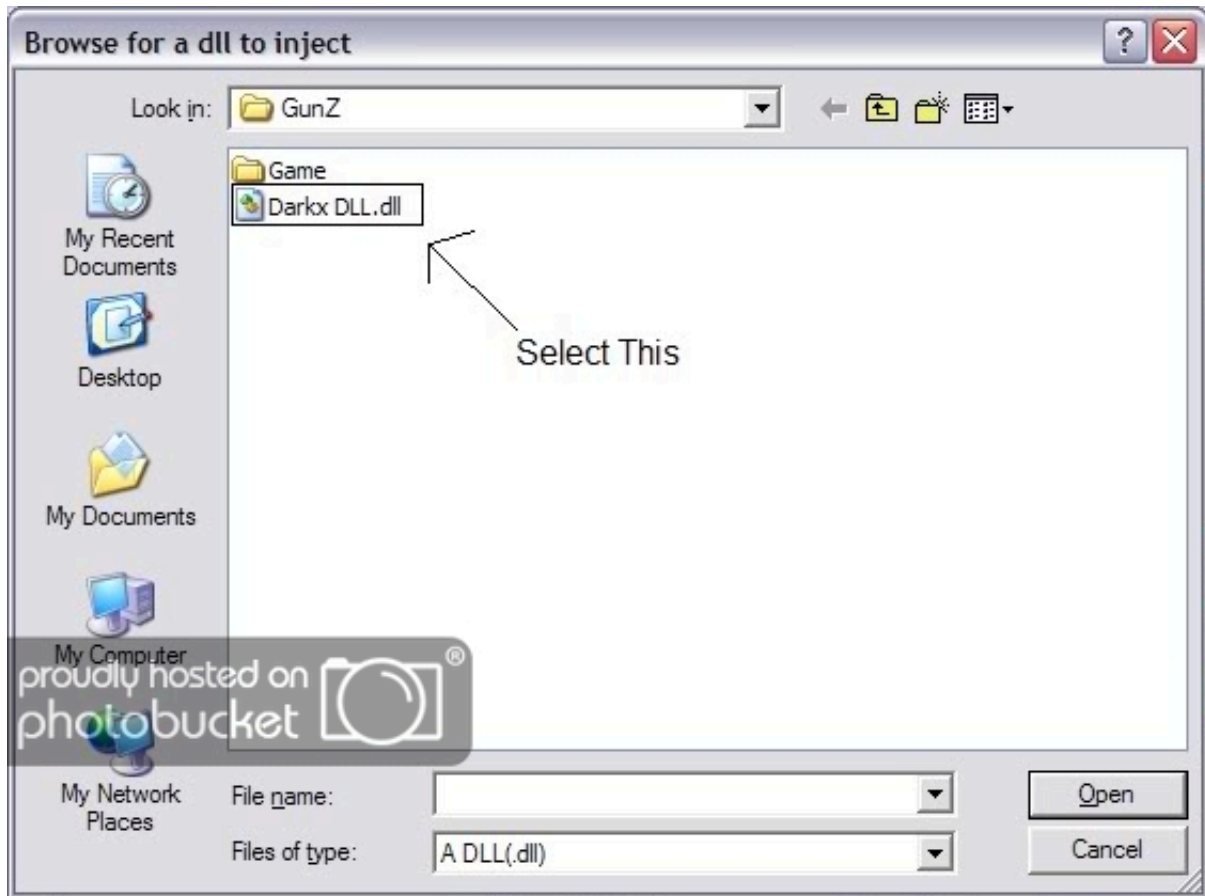 Browse for a dll to inject
Look in: GunZ
Game
Darkx DLL.dll
My Recent
Documents
Select This
Desktop
My Documents
My Computer
proudly hosted on
photobucket ®
My Network
Places
File name:
Open
Files of type: A DLL(.dll)
Cancel